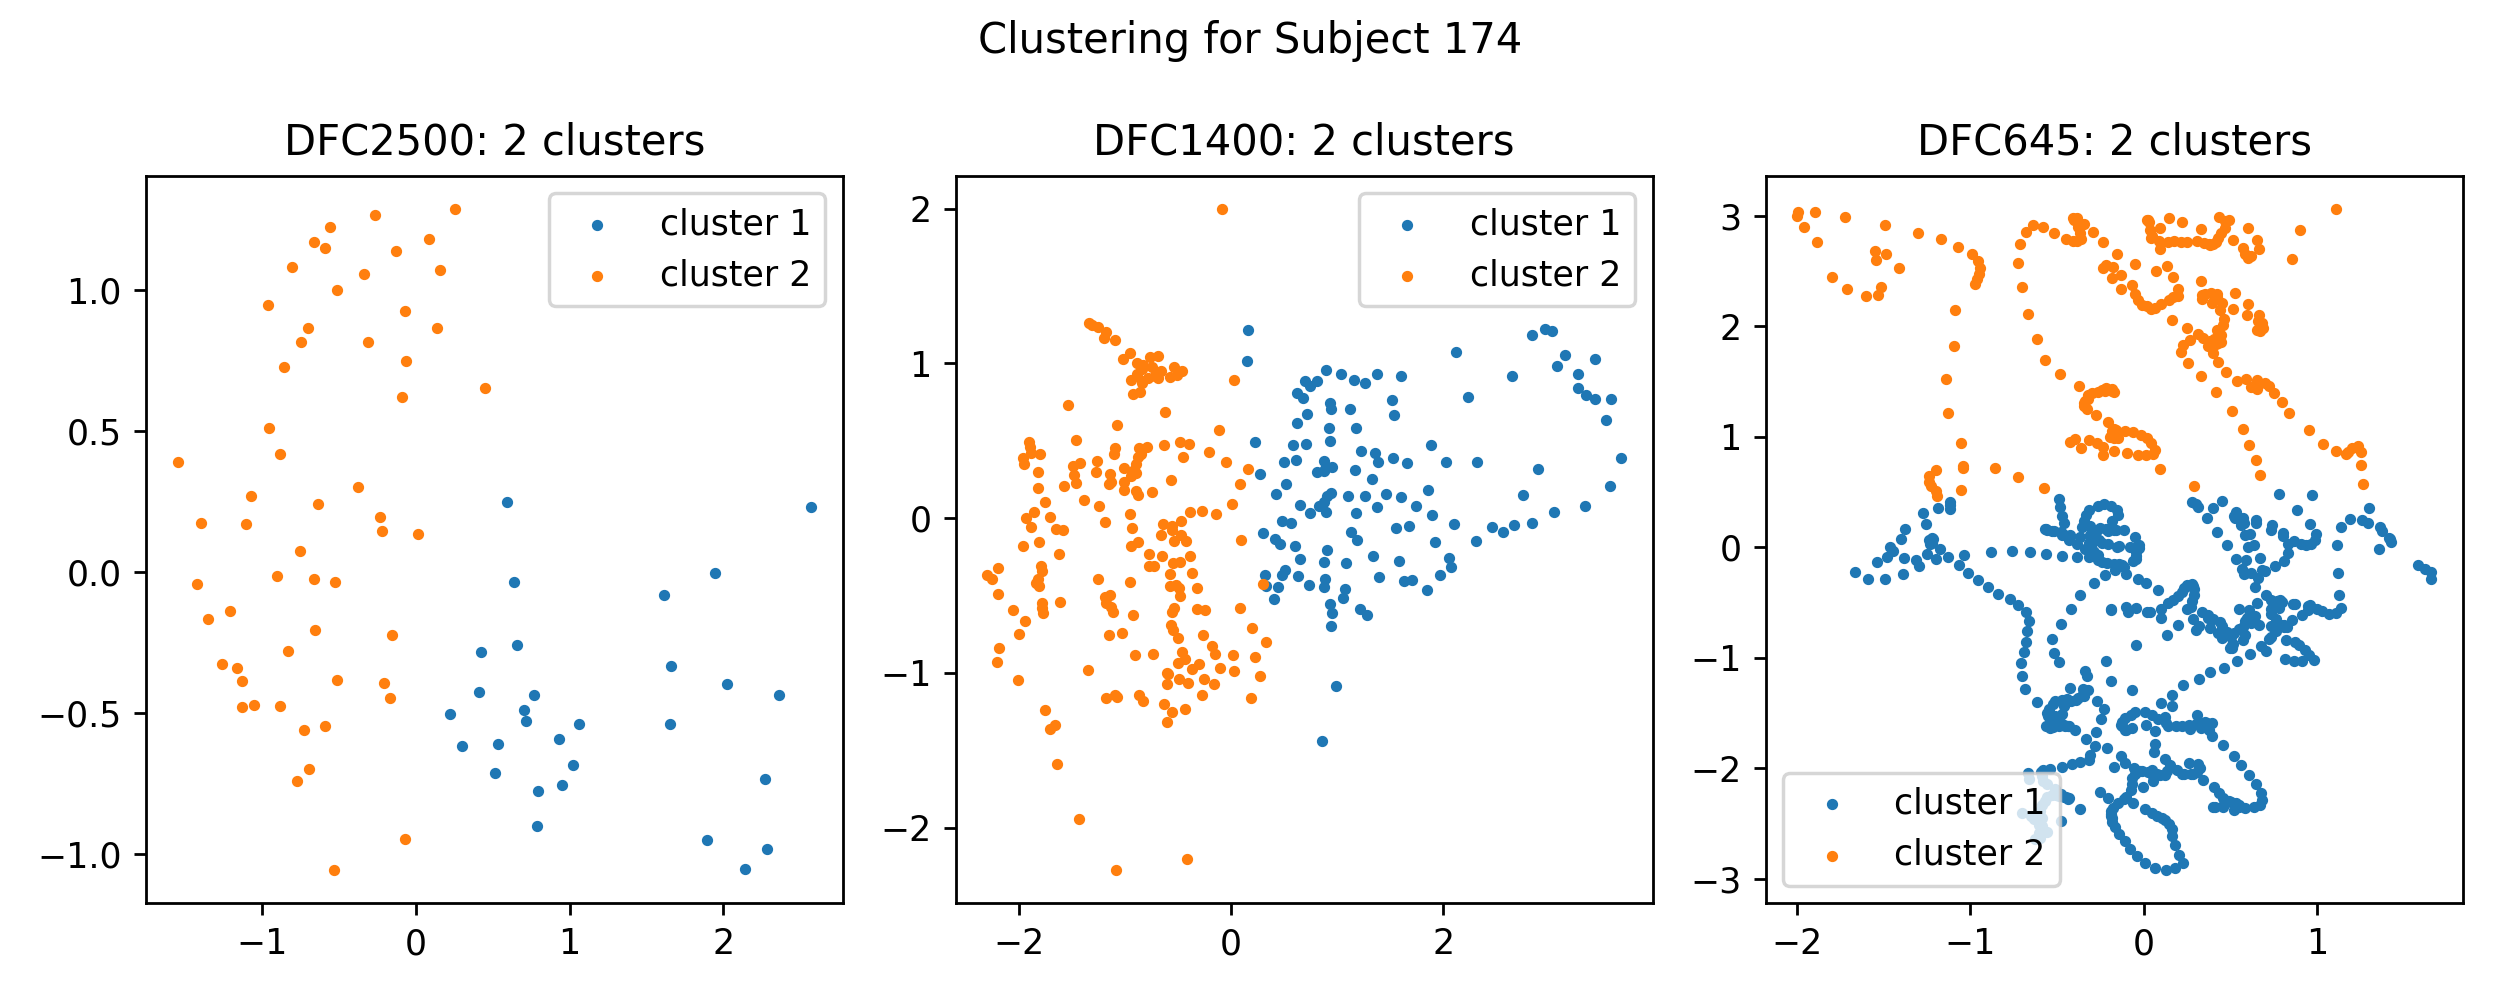 Clustering for Subject 174
DFC2500: 2 clusters
cluster 1
cluster 2
1.0
0.5
0.0
−0.5
−1.0
−1
0
1
2
DFC1400: 2 clusters
cluster 1
cluster 2
2
1
0
−1
−2
−2
0
2
DFC645: 2 clusters
3
2
1
0
−1
−2
−3
cluster 1
cluster 2
−2
−1
0
1